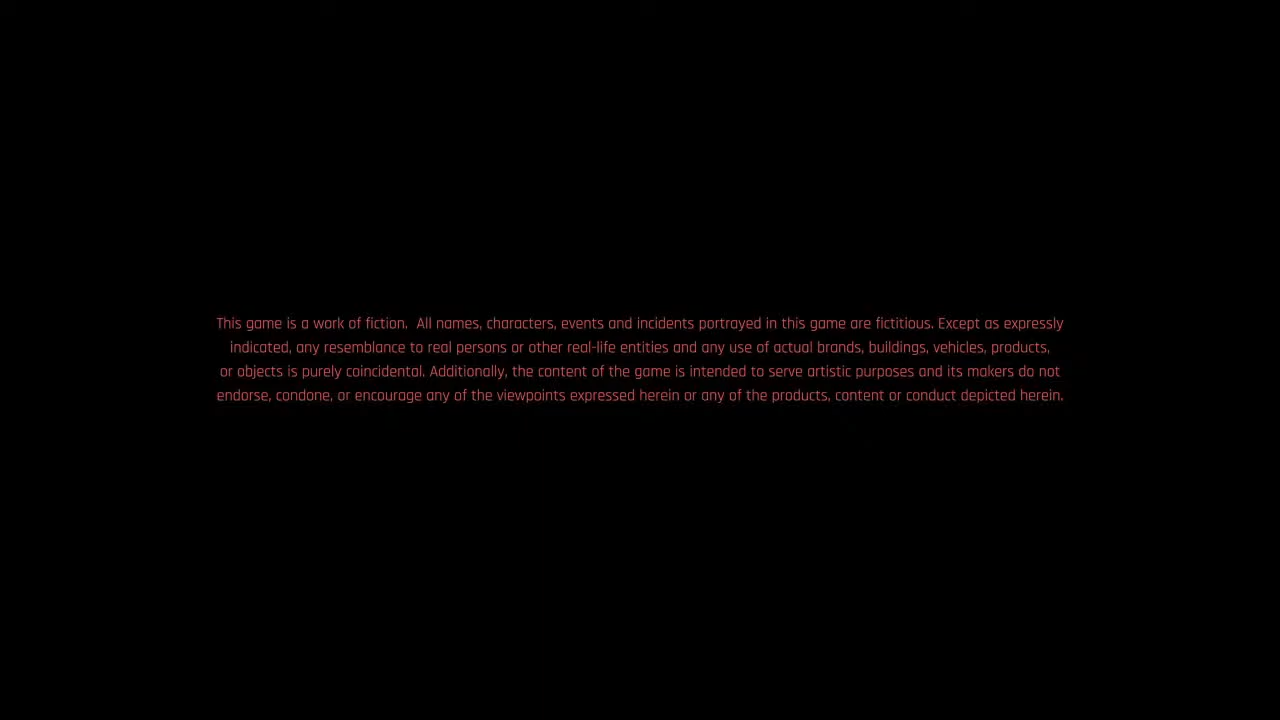 This game is a work of fiction.  All names, characters, events and incidents portrayed in this game are fictitious. Except as expressly
indicated, any resemblance to real persons or other real-life entities and any use of actual brands, buildings, vehicles, products,
or objects is purely coincidental. Additionally, the content of the game is intended to serve artistic purposes and its makers do not
endorse, condone, or encourage any of the viewpoints expressed herein or any of the products, content or conduct depicted herein.